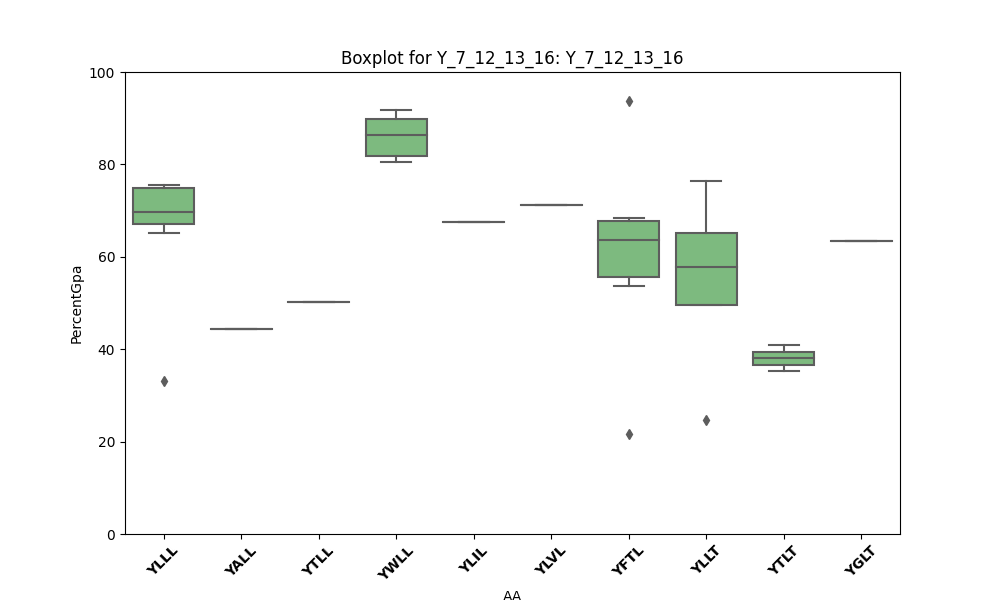 Boxplot for Y_7_12_13_16: Y_7_12_13_16
100
80
60
40
20
0
PercentGpa
YLLL YALL YTLL YWLL YLIL YLVL YFTL YLLT YTLT YGLT
AA